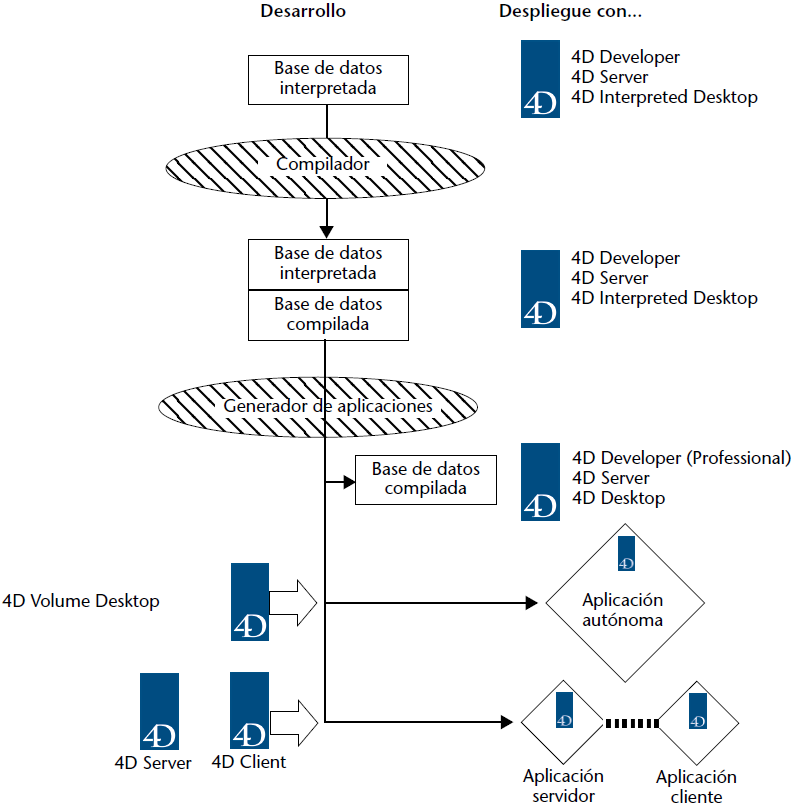 Desarrollo
Despliegue con...
Base de datos
interpretada
4D
4D Developer
4D Server
4D Interpreted Desktop
Compilador
Base de datos
interpretada
Base de datos
compilada
4D
4D Developer
4D Server
4D Interpreted Desktop
Generador de aplicaciones
Base de datos
compilada
4D
4D Developer (Professional)
4D Server
4D Desktop
4D Volume Desktop
4D
4D
Aplicación
autónoma
4D
4D Server
4D
4D Client
4D
Aplicación
servidor
4D
Aplicación
cliente